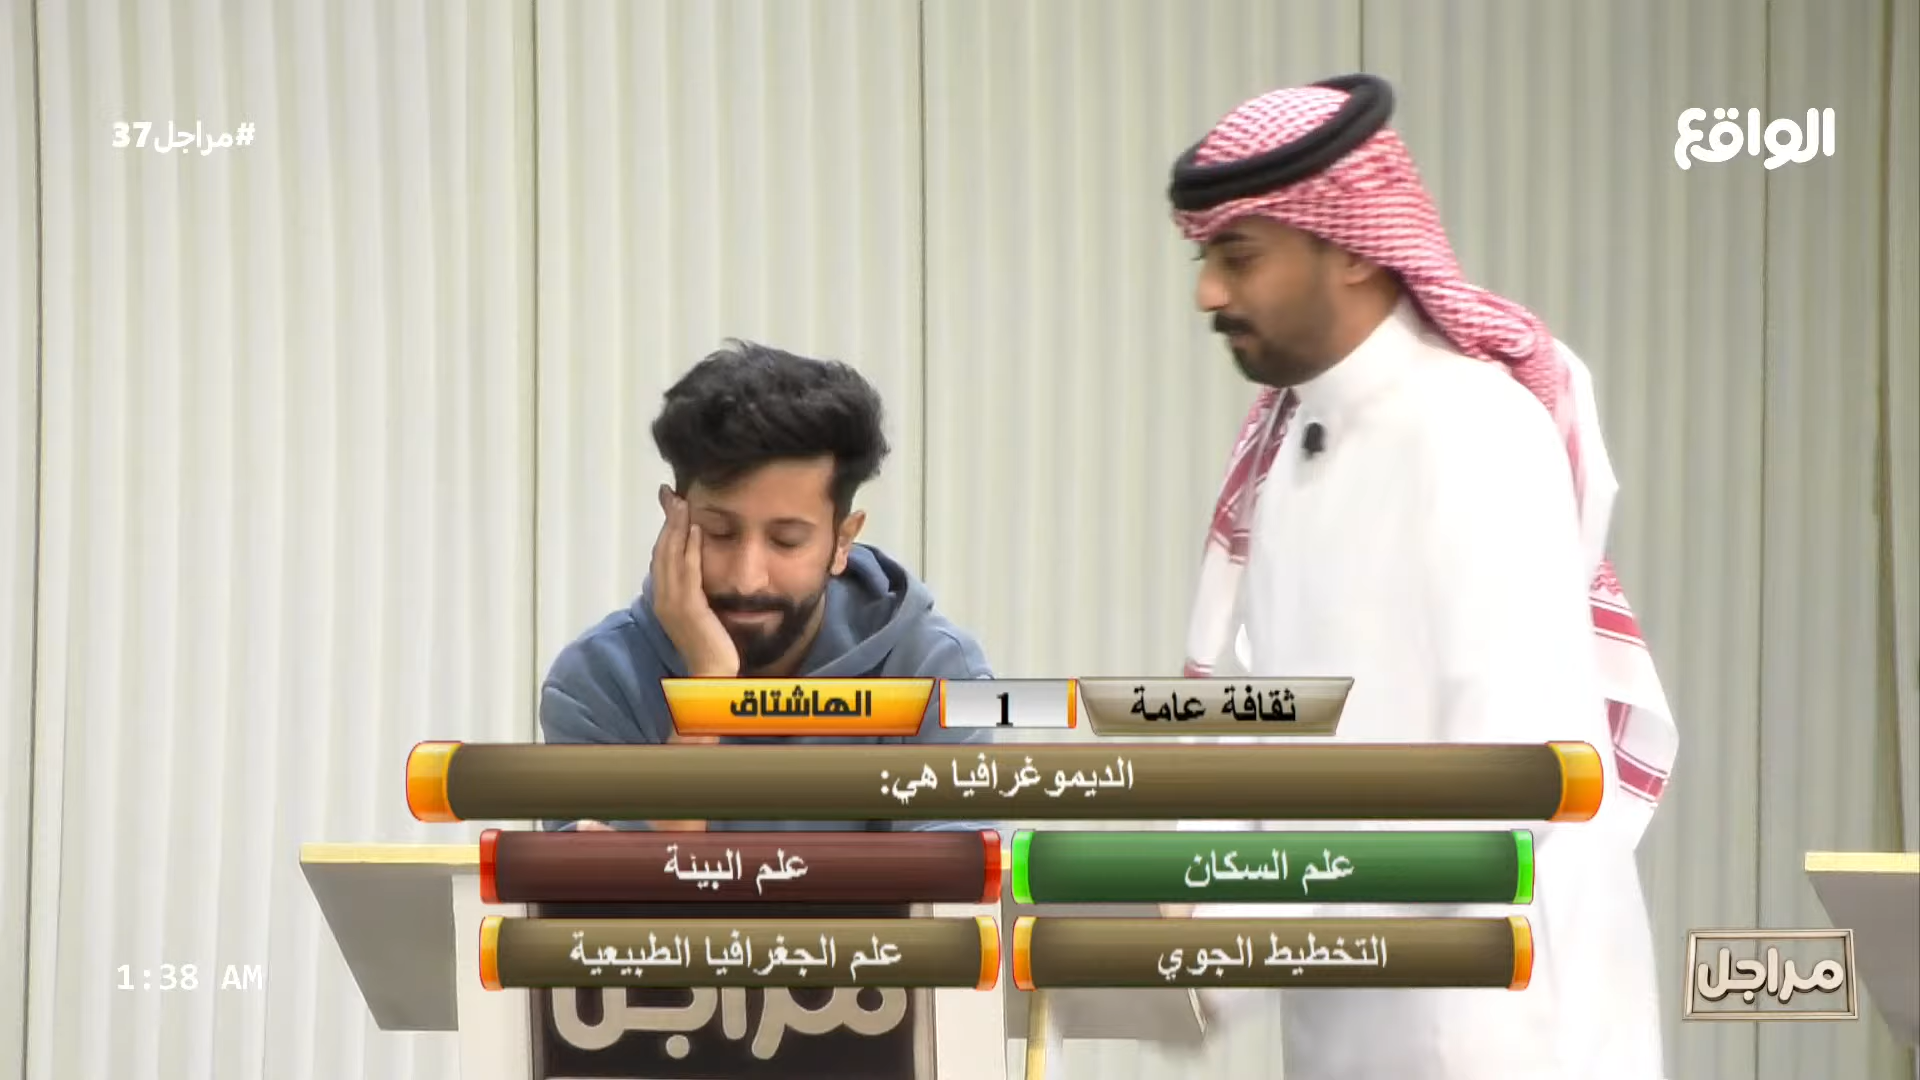 #مراجل37
الواقع
ثقافة عامة
1
الهاشتاق
الديموغرافيا هي:
علم السكان
علم البيئة
التخطيط الجوي
علم الجغرافيا الطبيعية
1:38 AM
مراجل
مراجل